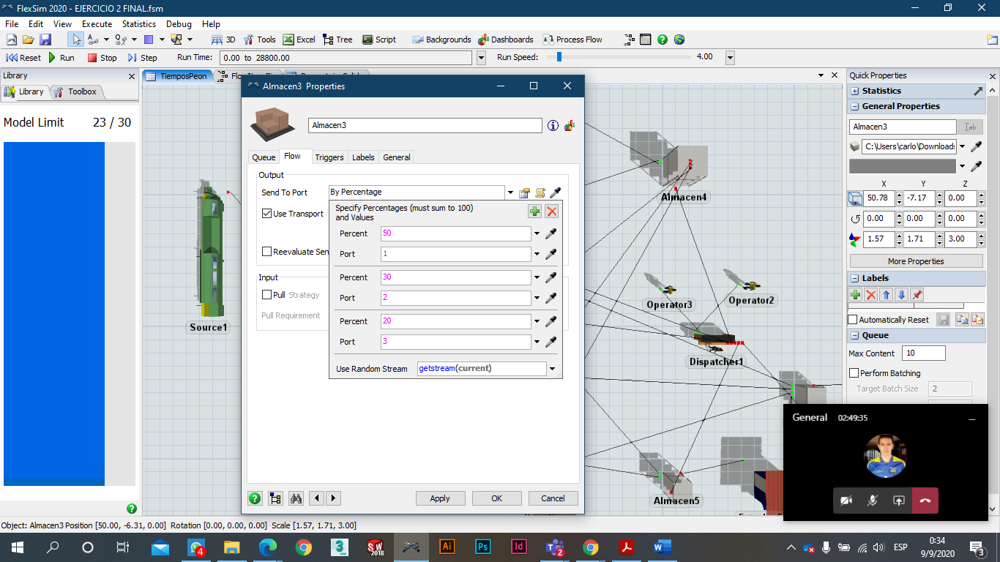 FlexSim 2020 - EJERCICIO 2 FINAL.fsm
File Edit View Execute Statistics Debug Help
3D Tools Excel Tree Script Backgrounds Dashboards Process Flow
Reset Run Stop Step Run Time: 0.00 to 28800.00 Run Speed: 4.00
Library
Library Toolbox
Model Limit 23 / 30
TiemposPeon
Almacen3 Properties
Almacen3
Queue Flow Triggers Labels General
Output
Send To Port By Percentage
Use Transport
Specify Percentages (must sum to 100)
and Values
Percent 50
Port 1
Reevaluate Sen
Percent 30
Port 2
Percent 20
Port 3
Use Random Stream getstream(current)
Input
Pull Strategy
Pull Requirement
Apply OK Cancel
Source1
Almacen4
Operator3
Operator2
Dispatcher1
Almacen5
Quick Properties
Statistics
General Properties
Almacen3
C:\Users\carlo\Download:
X Y Z
50.78 -7.17 0.00
0.00 0.00 0.00
1.57 1.71 3.00
More Properties
Labels
Automatically Reset
Queue
Max Content 10
Perform Batching
Target Batch Size 2
General 02:49:35
Object: Almacen3 Position [50.00, -6.31, 0.00] Rotation [0.00, 0.00, 0.00] Scale [1.57, 1.71, 3.00]
4
3
MAX
SW
2018
Ai
Ps
Id
2
W
ESP
0:34
9/9/2020
3